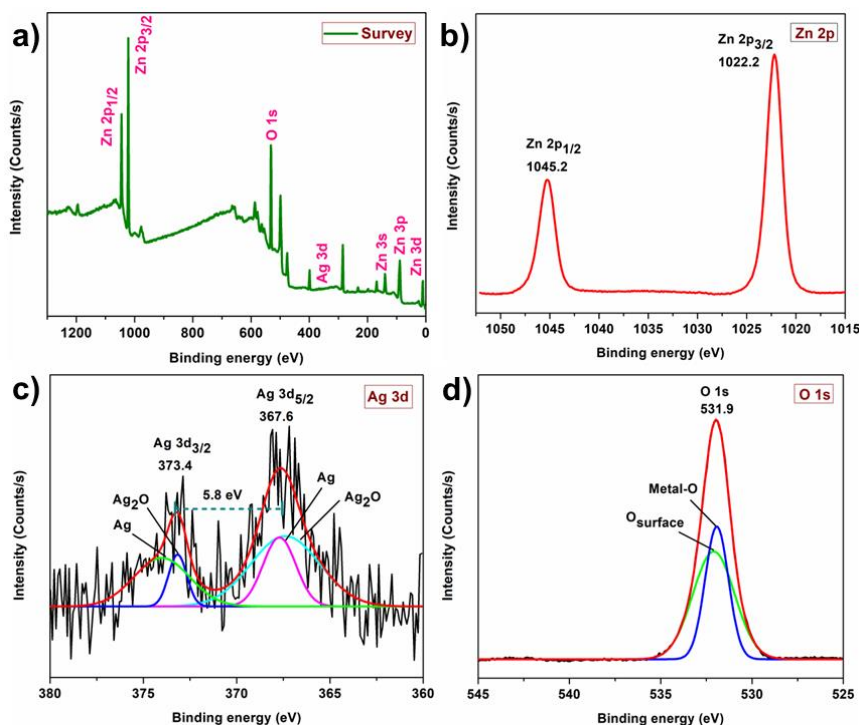 a)
Survey
Zn 2p1/2
Zn 2p3/2
O 1s
Ag 3d
Zn 3s
Zn 3p
Zn 3d
Intensity (Counts/s)
1200 1000 800 600 400 200 0
Binding energy (eV)
b)
Zn 2p
Zn 2p3/2
1022.2
Zn 2p1/2
1045.2
Intensity (Counts/s)
1050 1045 1040 1035 1030 1025 1020 1015
Binding energy (eV)
c)
Ag 3d
Ag 3d5/2
367.6
Ag 3d3/2
373.4
5.8 eV
Ag
Ag2O
Ag2O
Ag
Intensity (Counts/s)
380 375 370 365 360
Binding energy (eV)
d)
O 1s
O 1s
531.9
Metal-O
Osurface
Intensity (Counts/s)
545 540 535 530 525
Binding energy (eV)